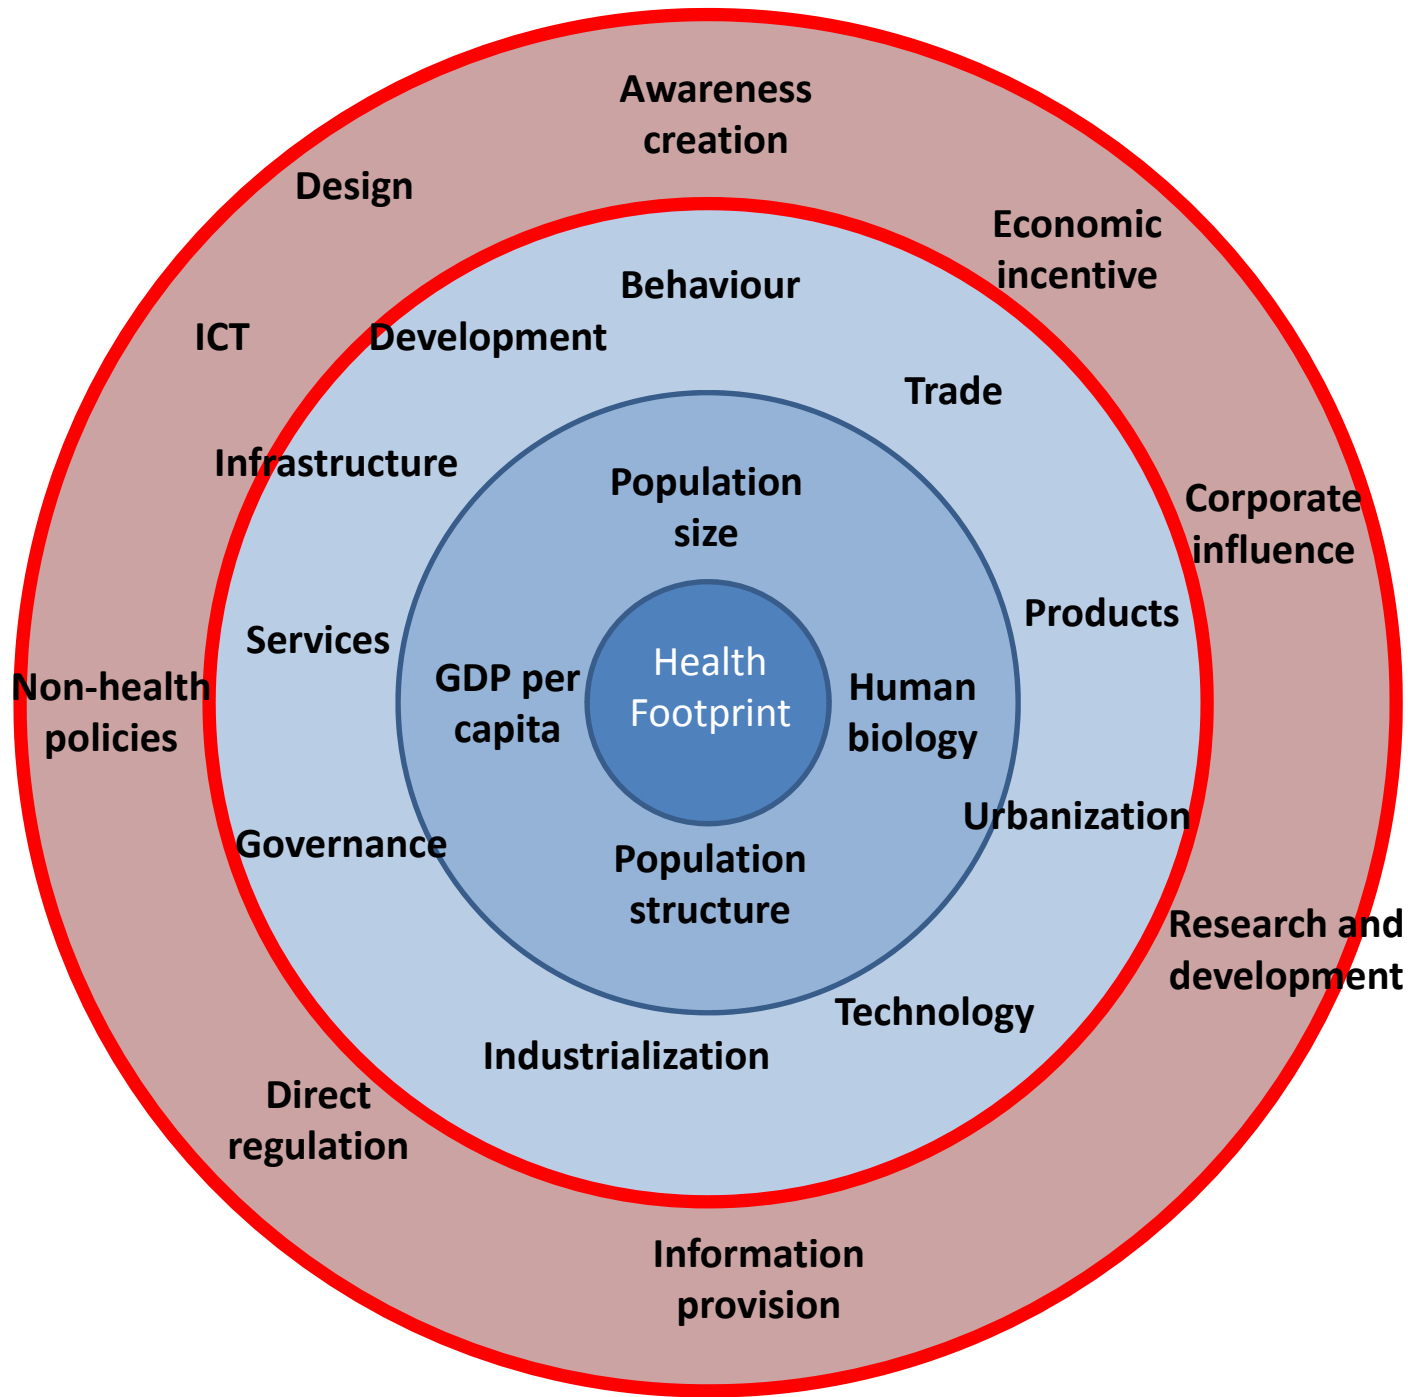 Awareness
creation
Design
Economic
incentive
Behaviour
ICT
Development
Trade
Infrastructure
Population
size
Corporate
influence
Services
Products
GDP per
capita
Health
Footprint
Human
biology
Non-health
policies
Governance
Urbanization
Population
structure
Research and
development
Technology
Industrialization
Direct
regulation
Information
provision